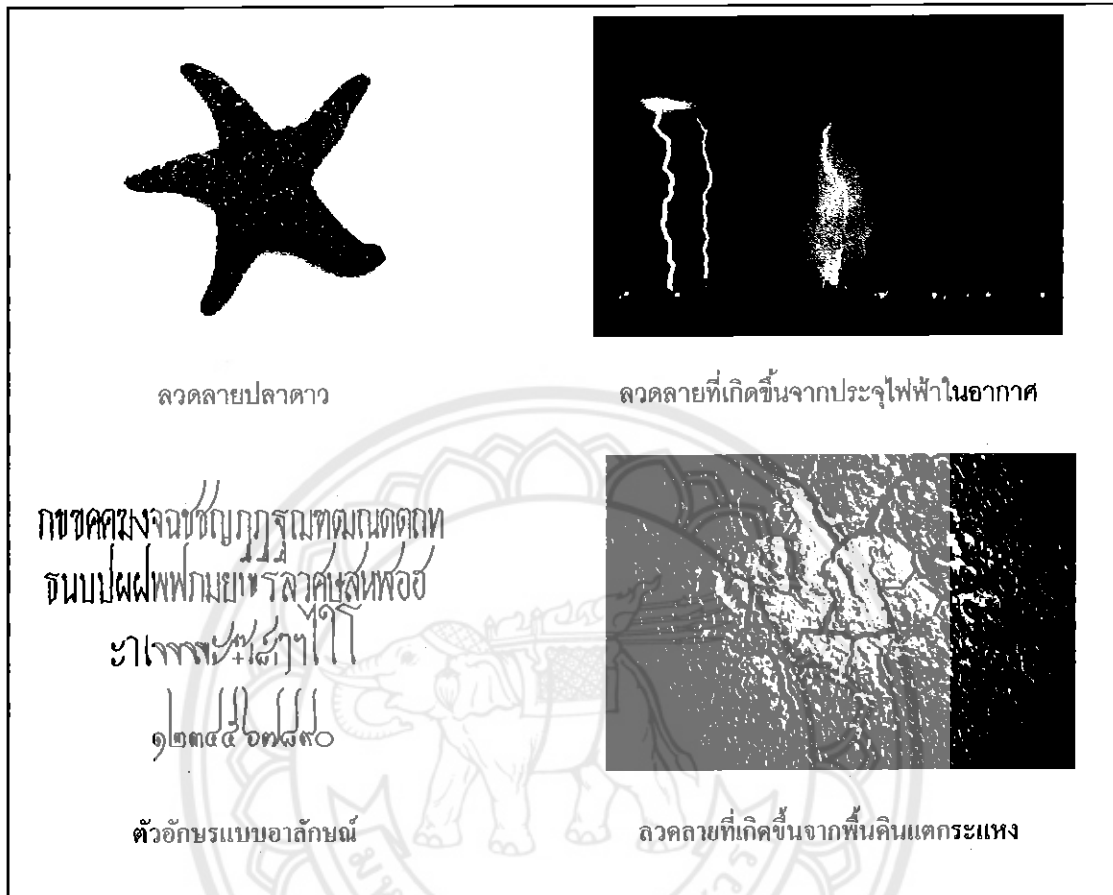 ลวดลายปลาดาว
ลวดลายที่เกิดขึ้นจากประจุไฟฟ้าในอากาศ
กขฃคฅฆงจฉชซัญฎฏฐฌฑฒณดตถท
ธนบปผฝพฟภมยเหรลวศษสหฬอฮ
๑๒๓๔๕๖๗๘๙๐
ตัวอักษรแบบอาลักษณ์
ลวดลายที่เกิดขึ้นจากพื้นดินแตกระแหง